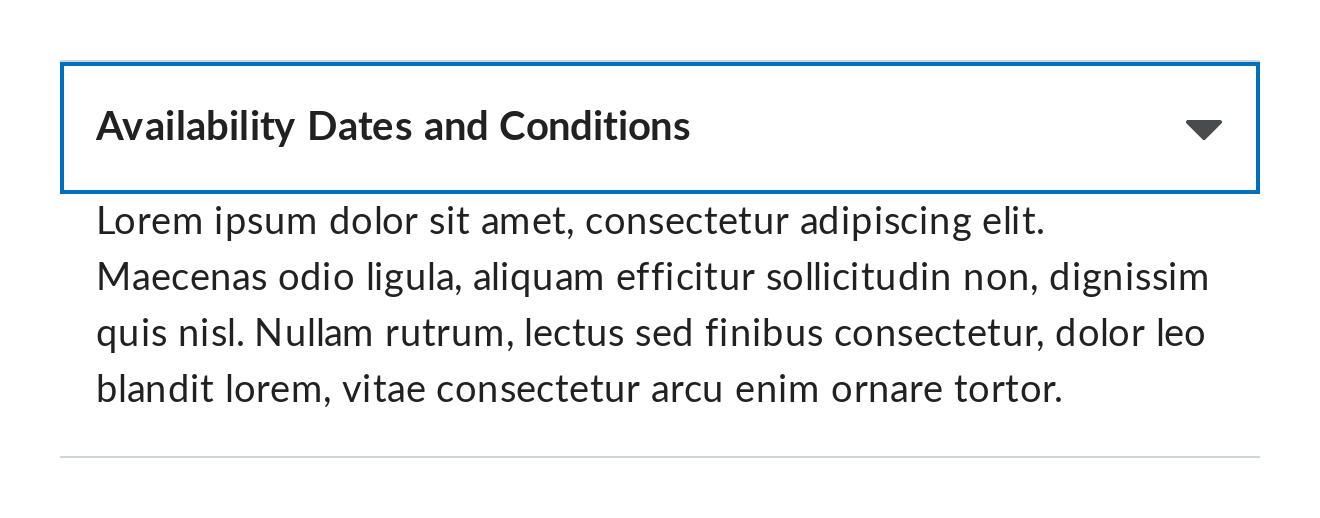 Availability Dates and Conditions
Lorem ipsum dolor sit amet, consectetur adipiscing elit.
Maecenas odio ligula, aliquam efficitur sollicitudin non, dignissim
quis nisl. Nullam rutrum, lectus sed finibus consectetur, dolor leo
blandit lorem, vitae consectetur arcu enim ornare tortor.